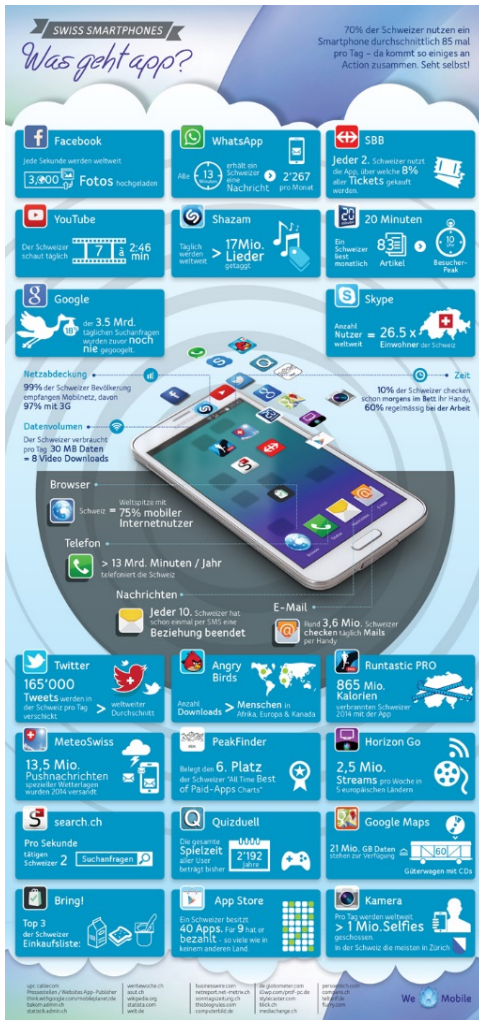 SWISS SMARTPHONES
Was geht app?
70% der Schweizer nutzen ein
Smartphone durchschnittlich 85 mal
pro Tag – da kommt so einiges an
Action zusammen. Seht selbst!
Facebook
Jede Sekunde werden weltweit
Fotos hochgeladen
WhatsApp
Alle 13 Minuten
erhält ein
Schweizer
eine
Nachricht
2'267
pro Monat
SBB
Jeder 2. Schweizer nutzt
die App, über welche 8%
aller Tickets gekauft
werden.
YouTube
Der Schweizer
schaut täglich
7 à 2:46
min
Shazam
Täglich
werden
weltweit
> 17Mio.
Lieder
getaggt
20 Minuten
Ein
Schweizer
liest
monatlich
83
Artikel
10 Uhr
Besucher-
Peak
Google
der 3.5 Mrd.
täglichen Suchanfragen
wurden zuvor noch
nie gegoogelt.
Skype
Anzahl
Nutzer
weltweit
= 26.5 x
Einwohner der Schweiz
Netzabdeckung
99% der Schweizer Bevölkerung
empfangen Mobilnetz, davon
97% mit 3G
Zeit
10% der Schweizer checken
schon morgens im Bett ihr Handy,
60% regelmässig bei der Arbeit
Datenvolumen
Der Schweizer verbraucht
pro Tag 30 MB Daten
= 8 Video Downloads
Browser
Schweiz =
Weltspitze mit
75% mobiler
Internetnutzer
Telefon
> 13 Mrd. Minuten / Jahr
telefoniert die Schweiz
Nachrichten
Jeder 10. Schweizer hat
schon einmal per SMS eine
Beziehung beendet
E-Mail
Rund 3,6 Mio. Schweizer
checken täglich Mails
per Handy
Twitter
165'000
Tweets werden in
der Schweiz pro Tag
verschickt
> weltweiter
Durchschnitt
Angry
Birds
Anzahl
Downloads > Menschen in
Afrika, Europa & Kanada
Runtastic PRO
865 Mio.
Kalorien
verbrannten Schweizer
2014 mit der App
MeteoSwiss
13,5 Mio.
Pushnachrichten
spezieller Wetterlagen
wurden 2014 versandt
PeakFinder
Belegt den 6. Platz
der Schweizer "All Time Best
of Paid-Apps Charts"
Horizon Go
2,5 Mio.
Streams pro Woche in
5 europäischen Ländern
search.ch
Pro Sekunde
tätigen
Schweizer 2 Suchanfragen
Quizduell
Die gesamte
Spielzeit
aller User
beträgt bisher
2'192
Jahre
Google Maps
21 Mio. GB Daten
stehen zur Verfügung
60
Güterwagen mit CDs
Bring!
Top 3
der Schweizer
Einkaufsliste:
App Store
Ein Schweizer besitzt
40 Apps. Für 9 hat er
bezahlt - so viele wie in
keinem anderen Land.
Kamera
Pro Tag werden weltweit
> 1 Mio. Selfies
geschossen.
In der Schweiz die meisten in Zürich
We Mobile